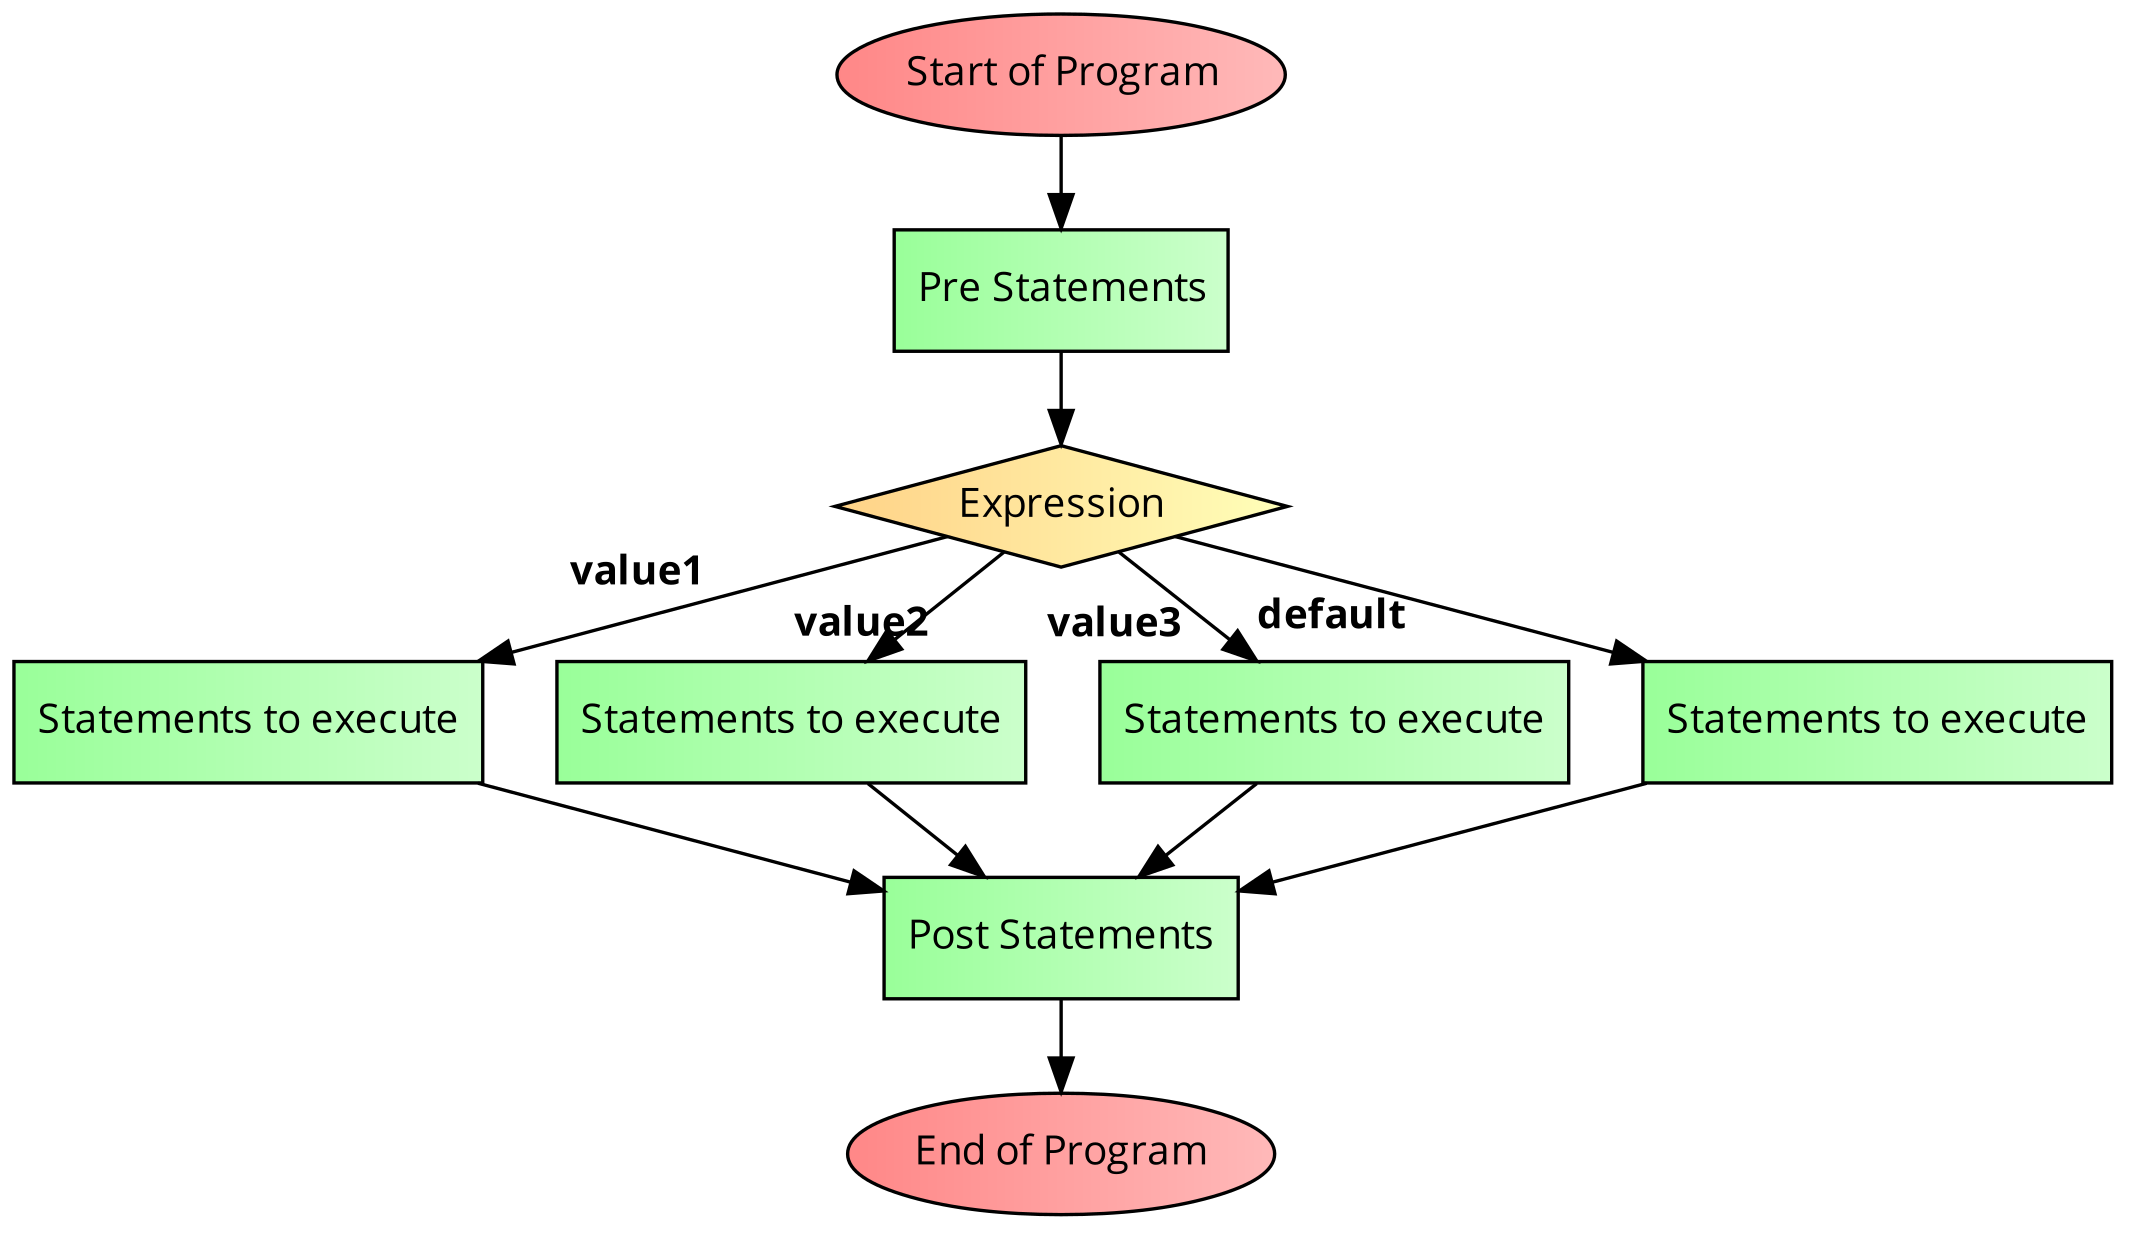 Start of Program
Pre Statements
Expression
value1
value2
value3
default
Statements to execute
Statements to execute
Statements to execute
Statements to execute
Post Statements
End of Program